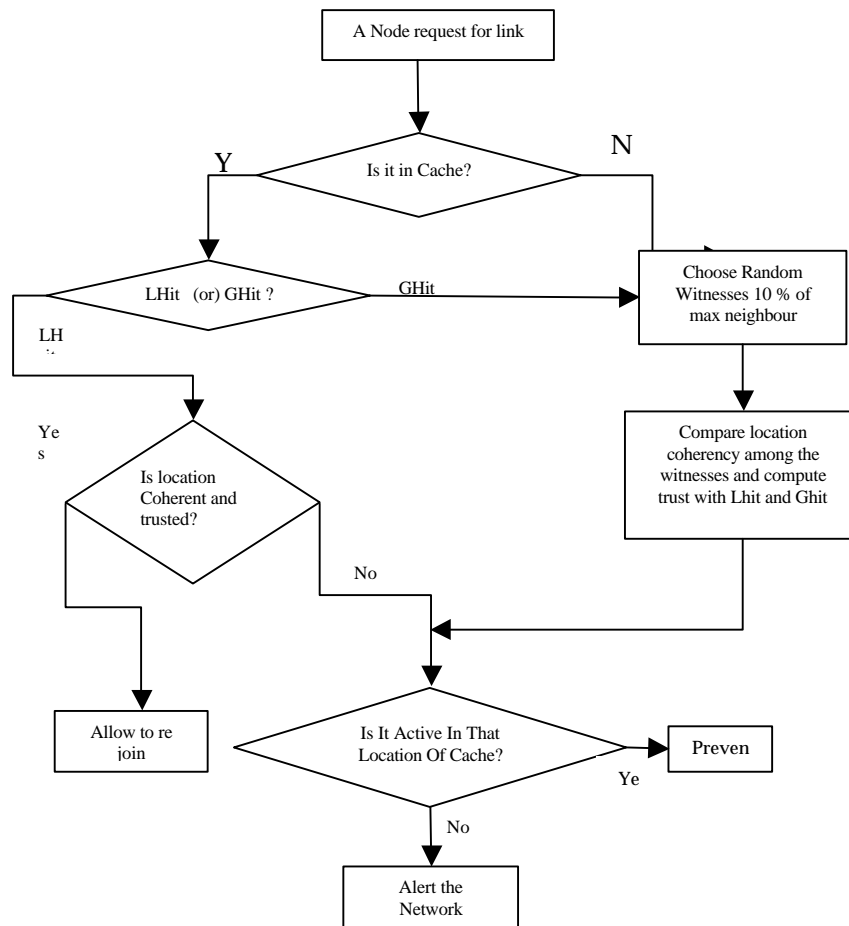 A Node request for link
Y
N
Is it in Cache?
LHit (or) GHit ?
GHit
Choose Random
Witnesses 10 % of
max neighbour
LH
Ye
s
Is location
Coherent and
trusted?
Compare location
coherency among the
witnesses and compute
trust with Lhit and Ghit
No
Allow to re
join
Is It Active In That
Location Of Cache?
Ye
Preven
No
Alert the
Network